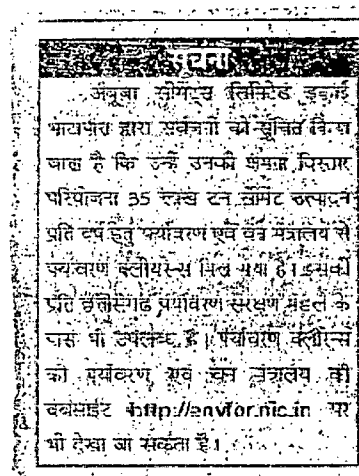 सूचना
अंबुजा सीमेंट्स लिमिटेड इकाई
भाटापारा द्वारा सर्वजनों को सूचित किया
जाता है कि उन्हें उनकी क्षमता विस्तार
परियोजना 35 लाख टन सीमेंट उत्पादन
प्रति वर्ष हेतु पर्यावरण एवं वन मंत्रालय से
पर्यावरण क्लीयरेन्स मिल गया है। इसकी
प्रति छत्तीसगढ़ पर्यावरण संरक्षण मंडल के
पास भी उपलब्ध है। पर्यावरण क्लीयरेन्स
को पर्यावरण एवं वन मंत्रालय की
वेबसाईट http://envfor.nic.in पर
भी देखा जा सकता है।